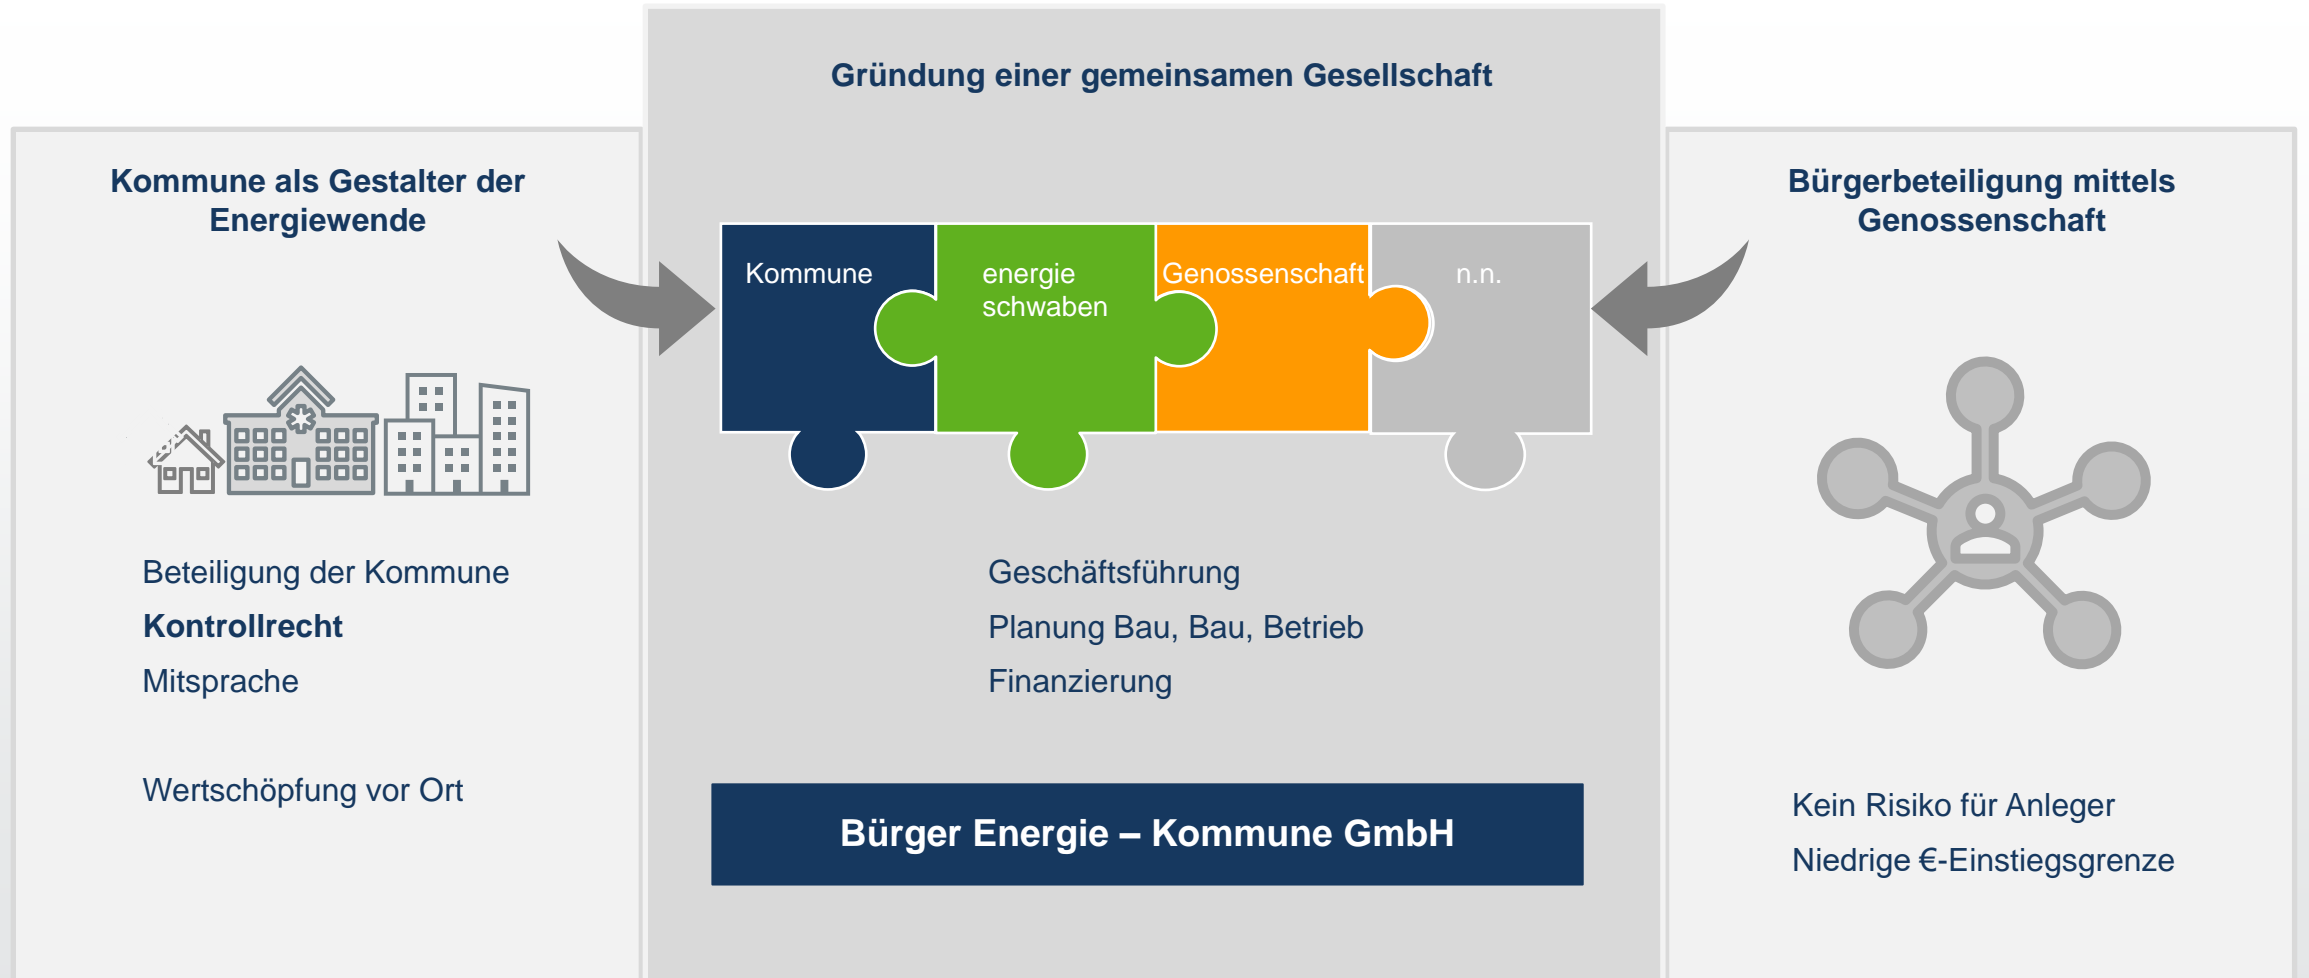 Gründung einer gemeinsamen Gesellschaft
Kommune als Gestalter der
Energiewende
Bürgerbeteiligung mittels
Genossenschaft
Kommune
energie
schwaben
Genossenschaft
n.n.
Beteiligung der Kommune
Kontrollrecht
Mitsprache
Wertschöpfung vor Ort
Geschäftsführung
Planung Bau, Bau, Betrieb
Finanzierung
Bürger Energie – Kommune GmbH
Kein Risiko für Anleger
Niedrige €-Einstiegsgrenze